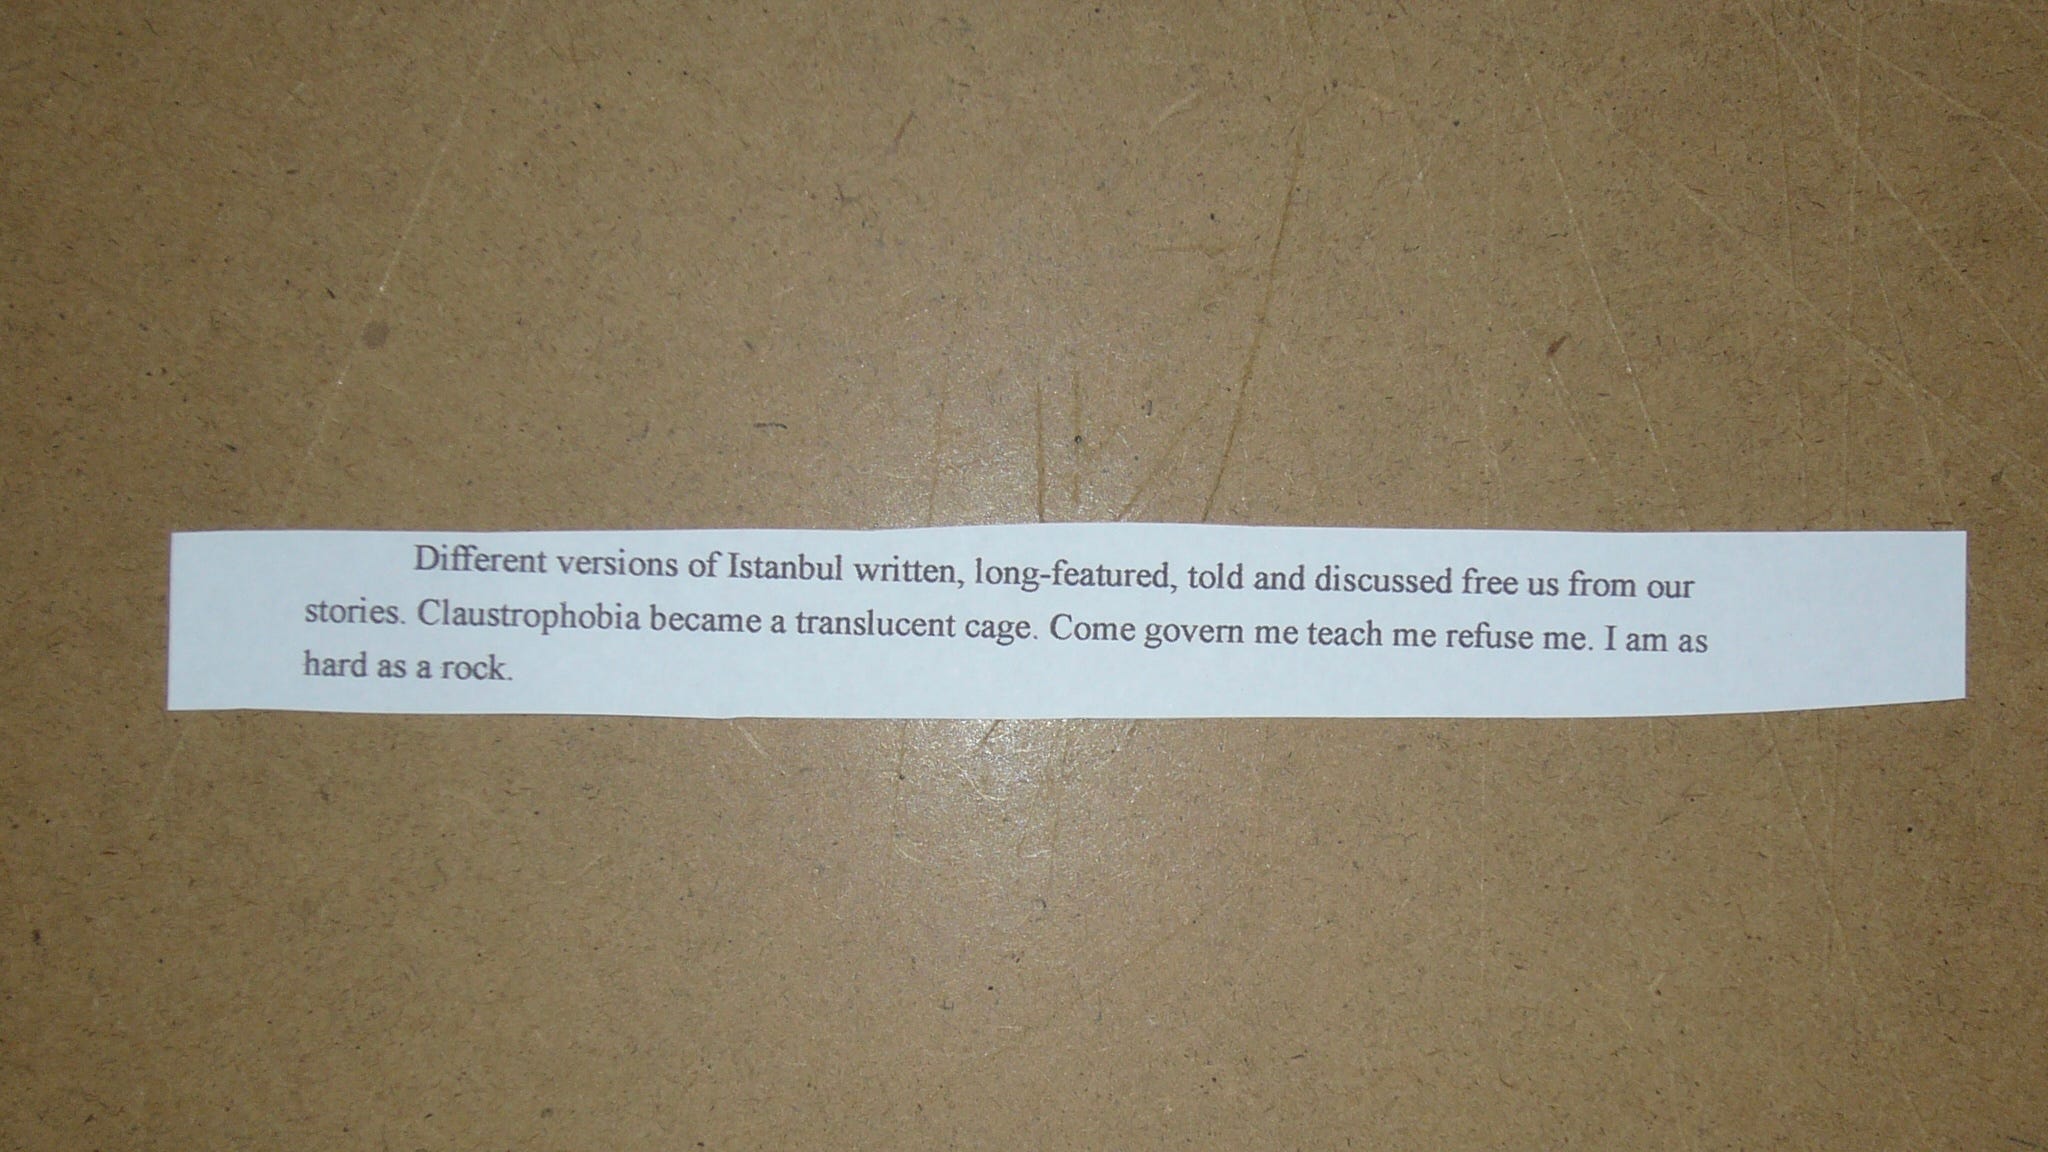 Different versions of Istanbul written, long-featured, told and discussed free us from our
stories. Claustrophobia became a translucent cage. Come govern me teach me refuse me. I am as
hard as a rock.